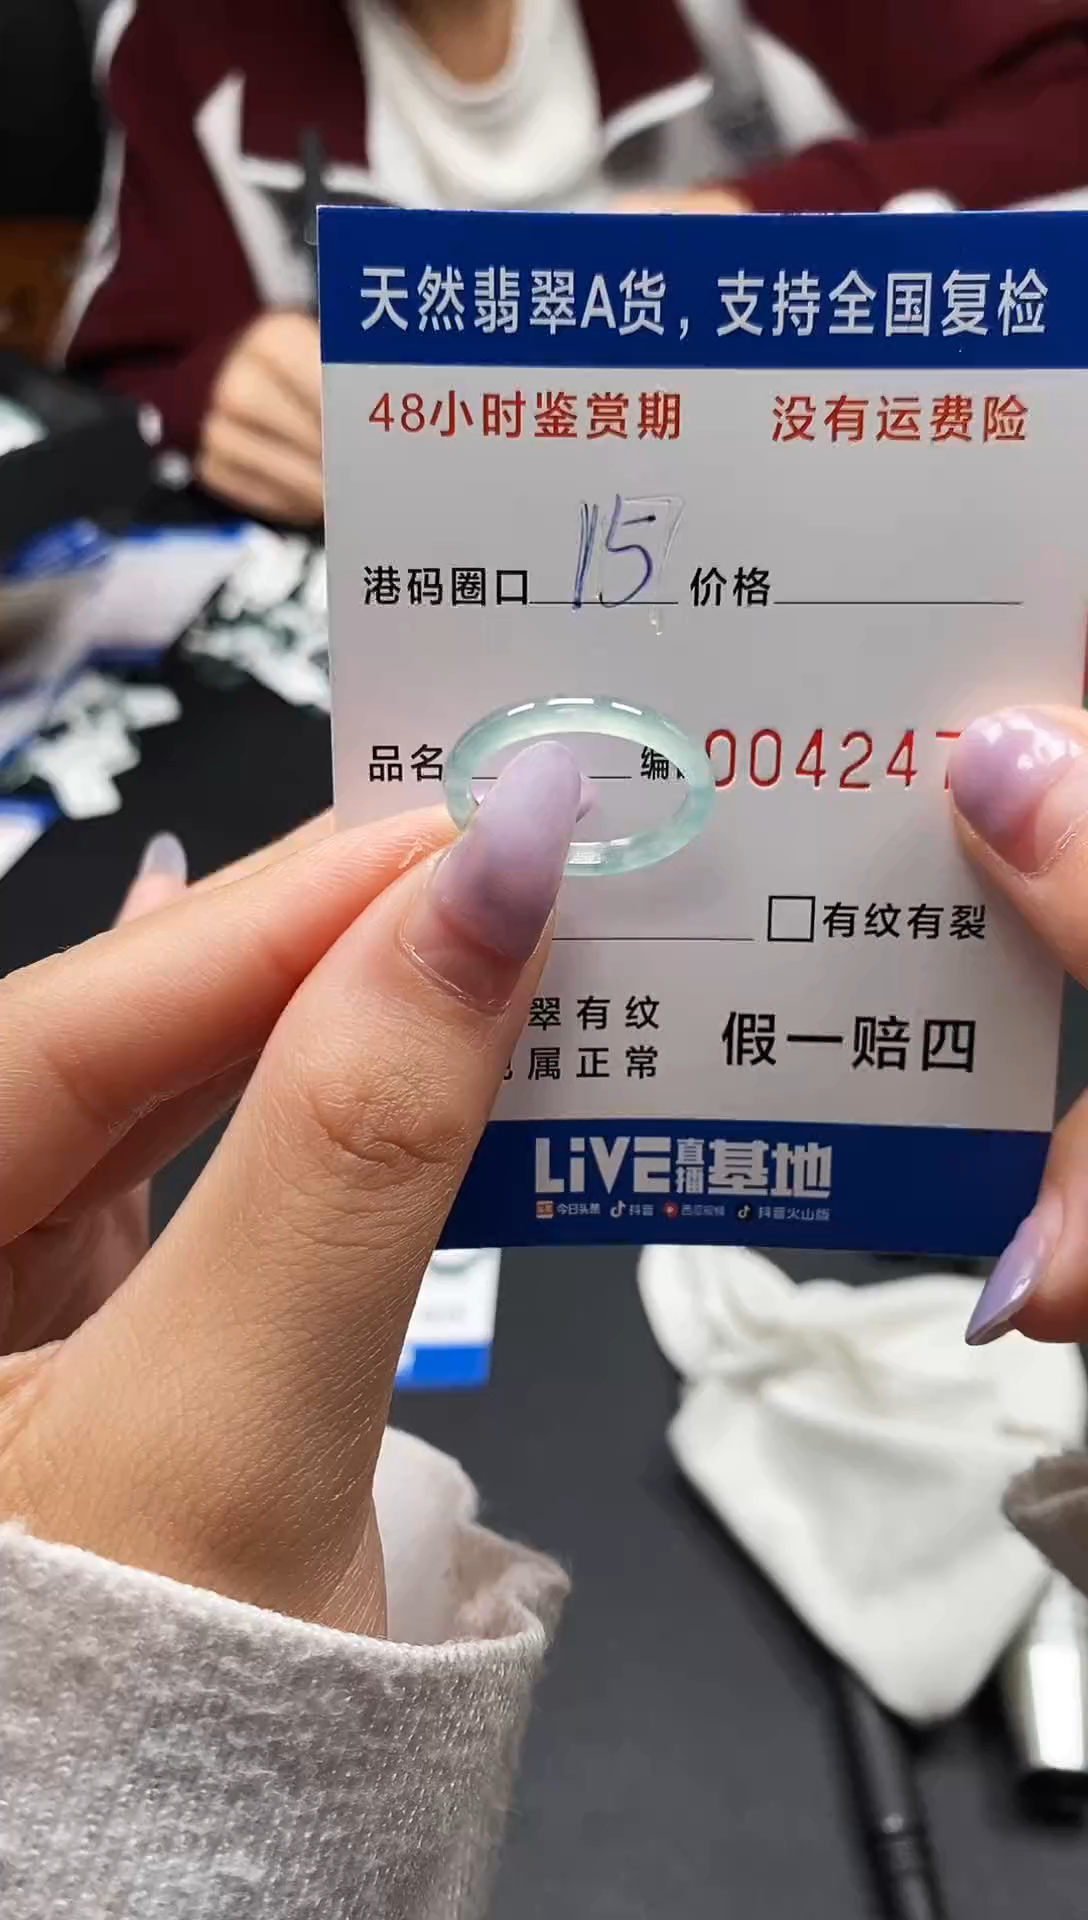 天然翡翠A货，支持全国复检
48小时鉴赏期 没有运费险
港码圈口 15 价格
品名 编 004247
有纹有裂
翠有纹 假一赔四
属正常
LiVE直播基地
今日头条 抖音 西瓜视频 抖音火山版